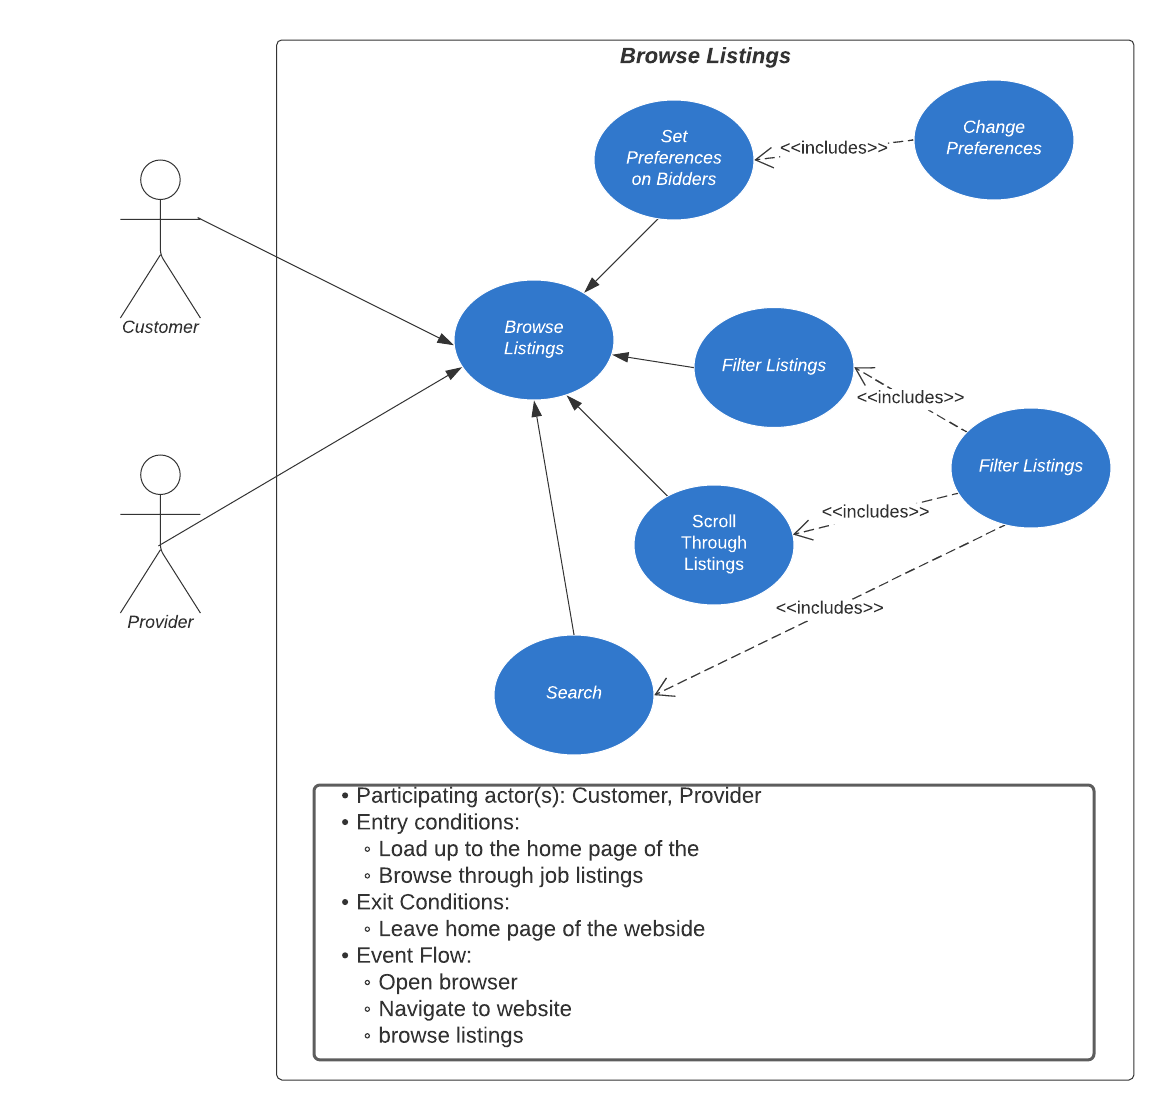 Browse Listings
Set
Preferences
on Bidders
<<includes>>
Change
Preferences
Customer
Browse
Listings
Filter Listings
<<includes>>
Filter Listings
Scroll
Through
Listings
<<includes>>
<<includes>>
Provider
Search
• Participating actor(s): Customer, Provider
• Entry conditions:
◦ Load up to the home page of the
◦ Browse through job listings
• Exit Conditions:
◦ Leave home page of the webside
• Event Flow:
◦ Open browser
◦ Navigate to website
◦ browse listings